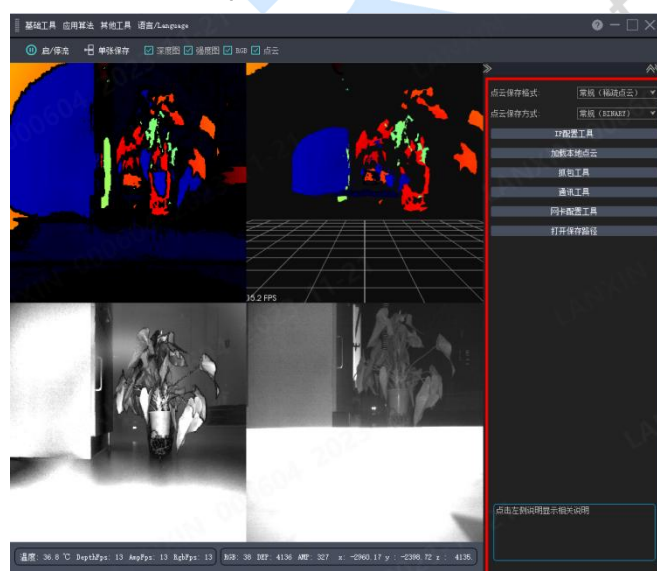 基础工具 应用算法 其他工具 语言/Language
启/停流 单张保存 深度图 强度图 RGB 点云
点云保存格式: 常规 (稀疏点云)
点云保存方式: 常规 (BINARY)
IP配置工具
加载本地点云
抓包工具
通讯工具
网卡配置工具
打开保存路径
15.2 FPS
点击左侧说明显示相关说明
温度: 36.8 ℃ DepthFps: 13 AmpFps: 13 RgbFps: 13
RGB: 38 DEP: 4136 AMP: 327 x: -2960.17 y : -2398.72 z : 4135.